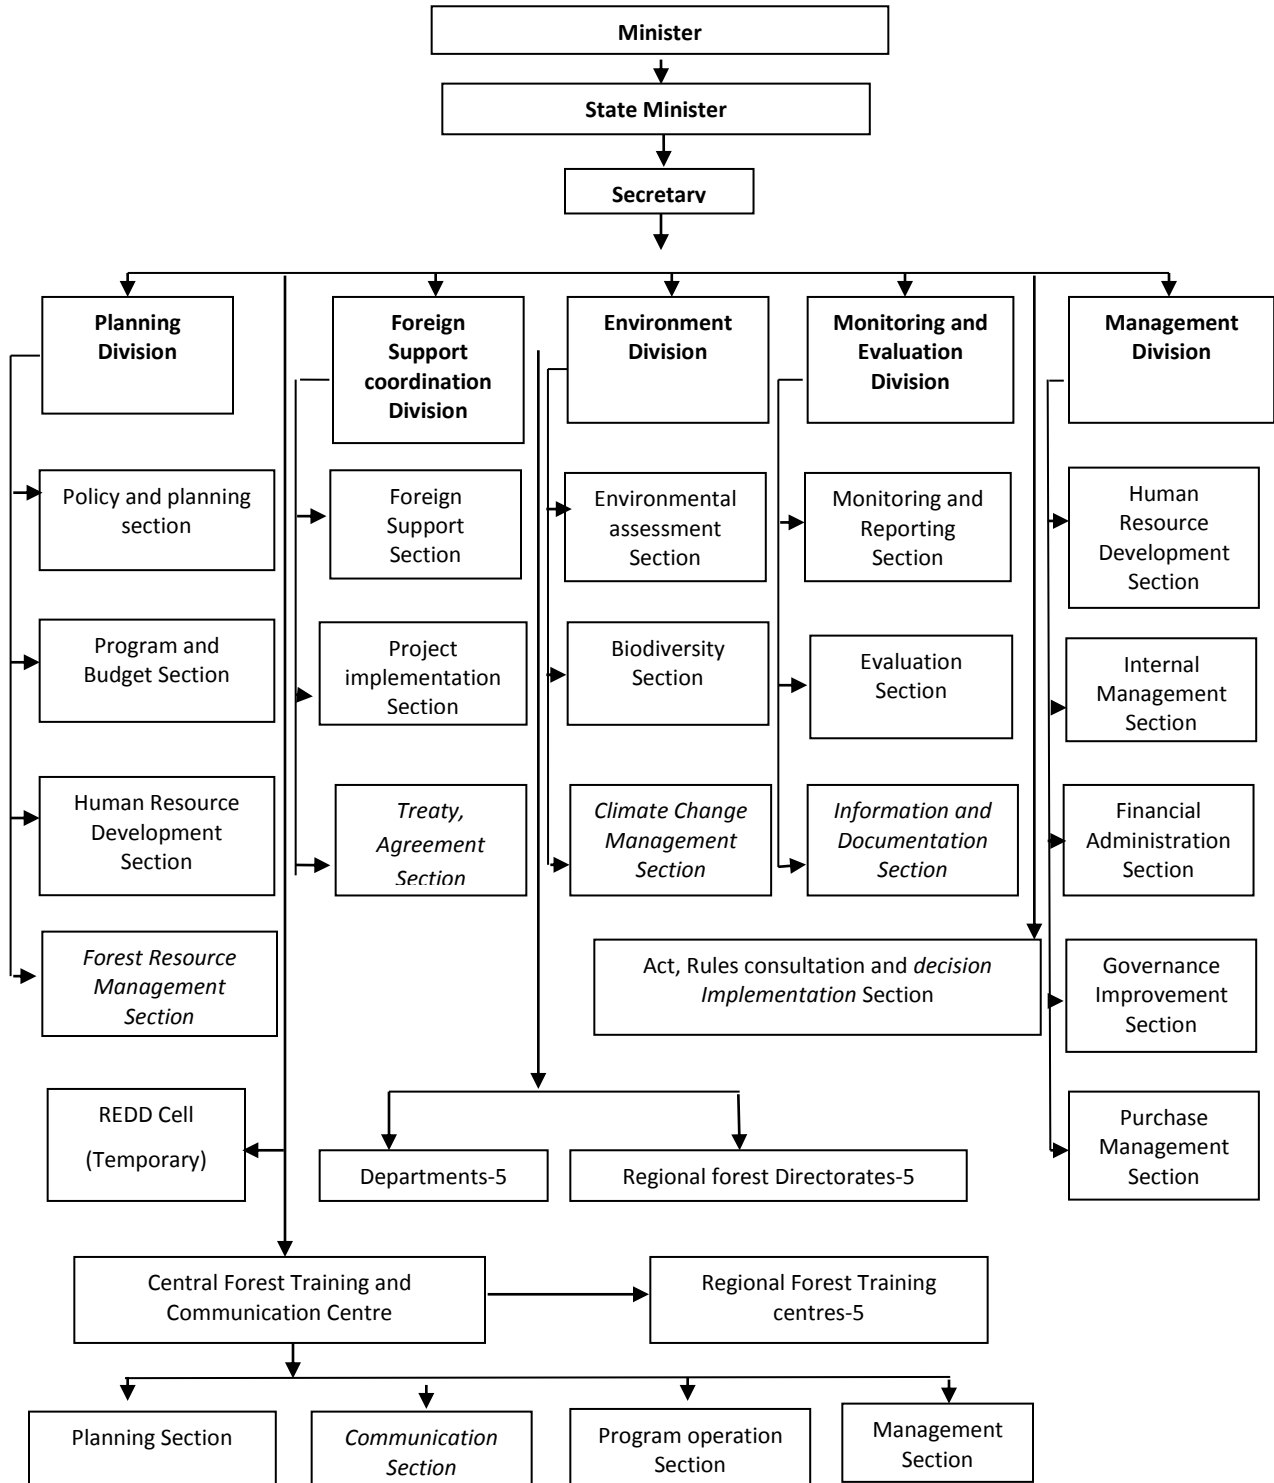 Minister
State Minister
Secretary
Planning
Division
Foreign
Support
coordination
Division
Environment
Division
Monitoring and
Evaluation
Division
Management
Division
Policy and planning
section
Foreign
Support
Section
Environmental
assessment
Section
Monitoring and
Reporting
Section
Human
Resource
Development
Section
Program and
Budget Section
Project
implementation
Section
Biodiversity
Section
Evaluation
Section
Internal
Management
Section
Human Resource
Development
Section
Treaty,
Agreement
Section
Climate Change
Management
Section
Information and
Documentation
Section
Financial
Administration
Section
Forest Resource
Management
Section
Act, Rules consultation and decision
Implementation Section
Governance
Improvement
Section
REDD Cell
(Temporary)
Departments-5
Regional forest Directorates-5
Purchase
Management
Section
Central Forest Training and
Communication Centre
Regional Forest Training
centres-5
Planning Section
Communication
Section
Program operation
Section
Management
Section